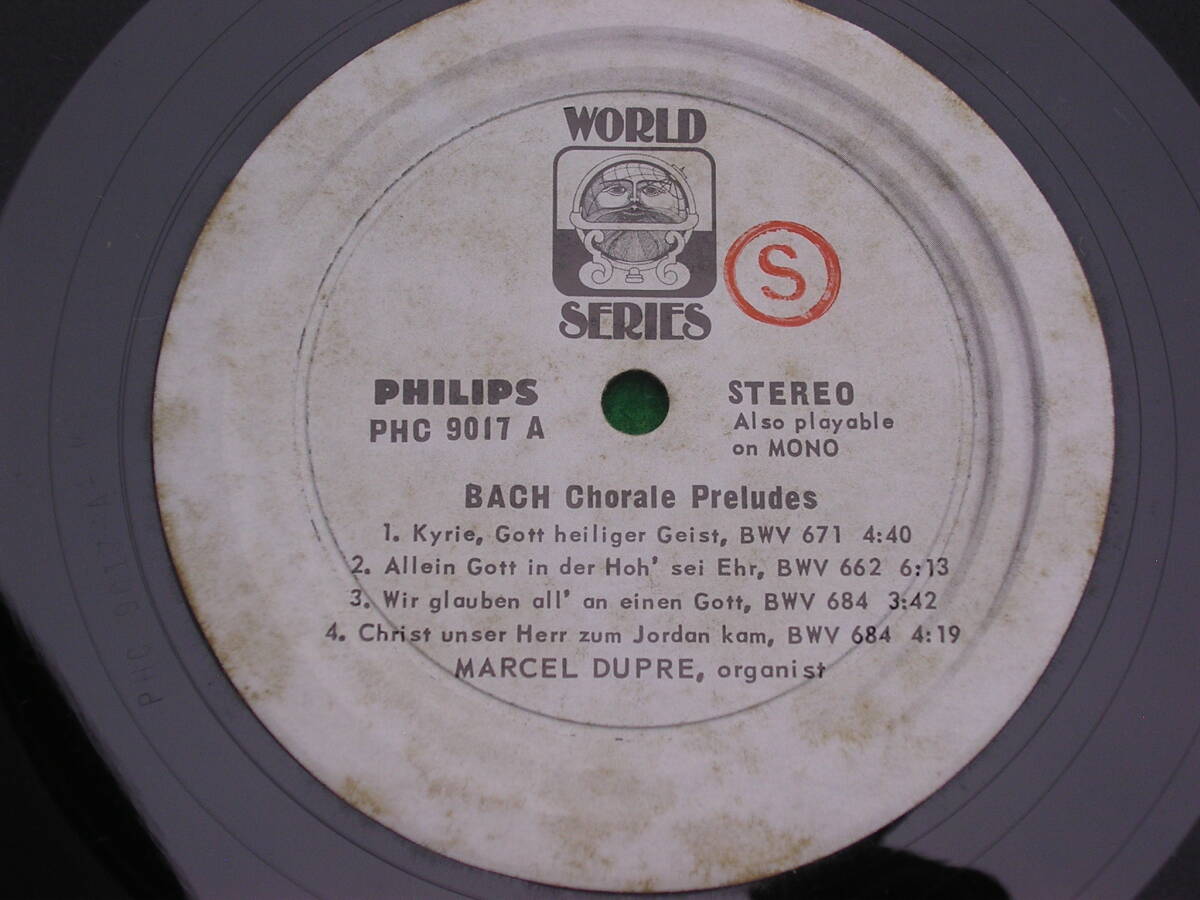 WORLD
SERIES
S
PHILIPS
PHC 9017 A
STEREO
Also playable
on MONO
BACH Chorale Preludes
1. Kyrie, Gott heiliger Geist, BWV 671 4:40
2. Allein Gott in der Hoh' sei Ehr, BWV 662 6:13
3. Wir glauben all' an einen Gott, BWV 684 3:42
4. Christ unser Herr zum Jordan kam, BWV 684 4:19
MARCEL DUPRE, organist